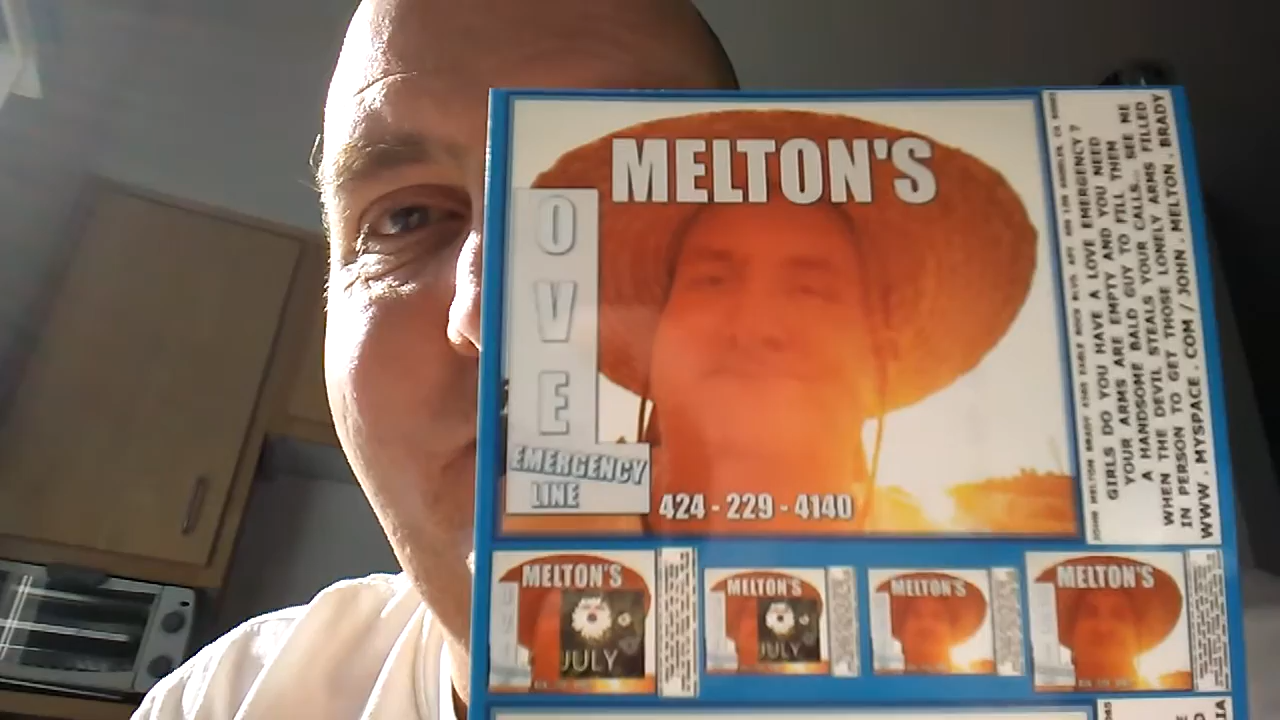 MELTON'S
OVE
EMERGENCY
LINE
424 - 229 - 4140
GIRLS DO YOU HAVE A LOVE EMERGENCY?
YOUR ARMS ARE EMPTY AND YOU NEED
A HANDSOME BALD GUY TO FILL THEM
WHEN THE DEVIL STEALS YOUR CALLS... SEE ME
IN PERSON TO GET THOSE LONELY ARMS FILLED
WWW . MYSPACE . COM / JOHN . MELTON . BRADY
MELTON'S
JULY
MELTON'S
JULY
MELTON'S
MELTON'S